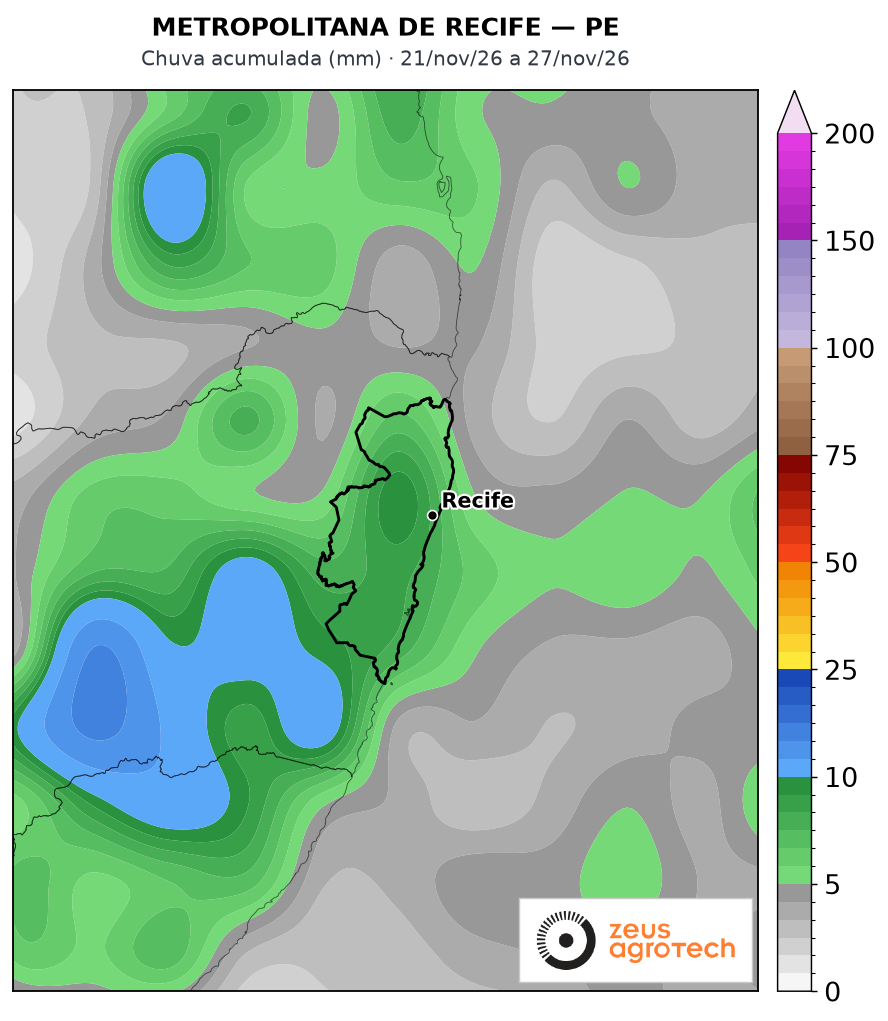 METROPOLITANA DE RECIFE — PE
Chuva acumulada (mm) · 21/nov/26 a 27/nov/26
200
150
100
75
50
25
10
5
0
Recife
zeus
agrotech